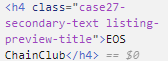 <h4 class="case27-
secondary-text listing-
preview-title">EOS
ChainClub</h4> == $0